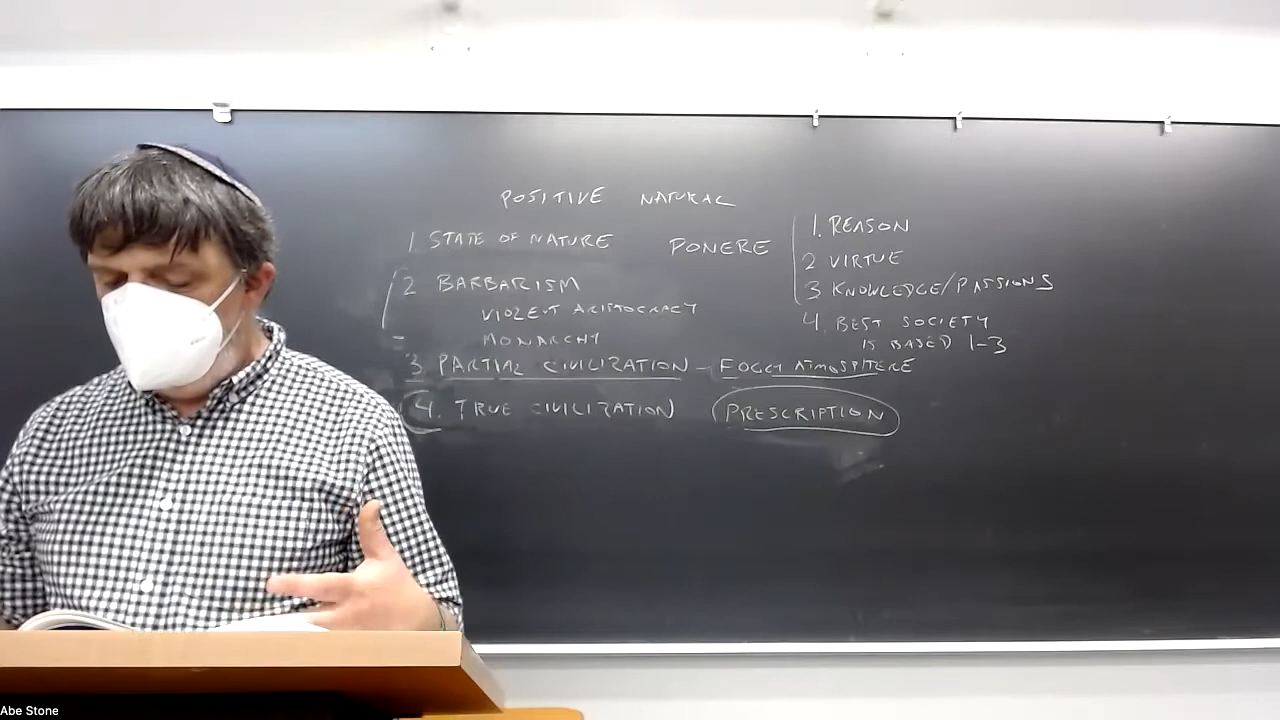 POSITIVE NATURAL
1. STATE OF NATURE PONERE
2 BARBARISM
VIOLENT ARISTOCRACY
MONARCHY
3. PARTIAL CIVILIZATION - FOGGY ATMOSPHERE
4. TRUE CIVILIZATION PRESCRIPTION
1. REASON
2 VIRTUE
3 KNOWLEDGE/PASSIONS
4. BEST SOCIETY
IS BASED 1-3
Abe Stone